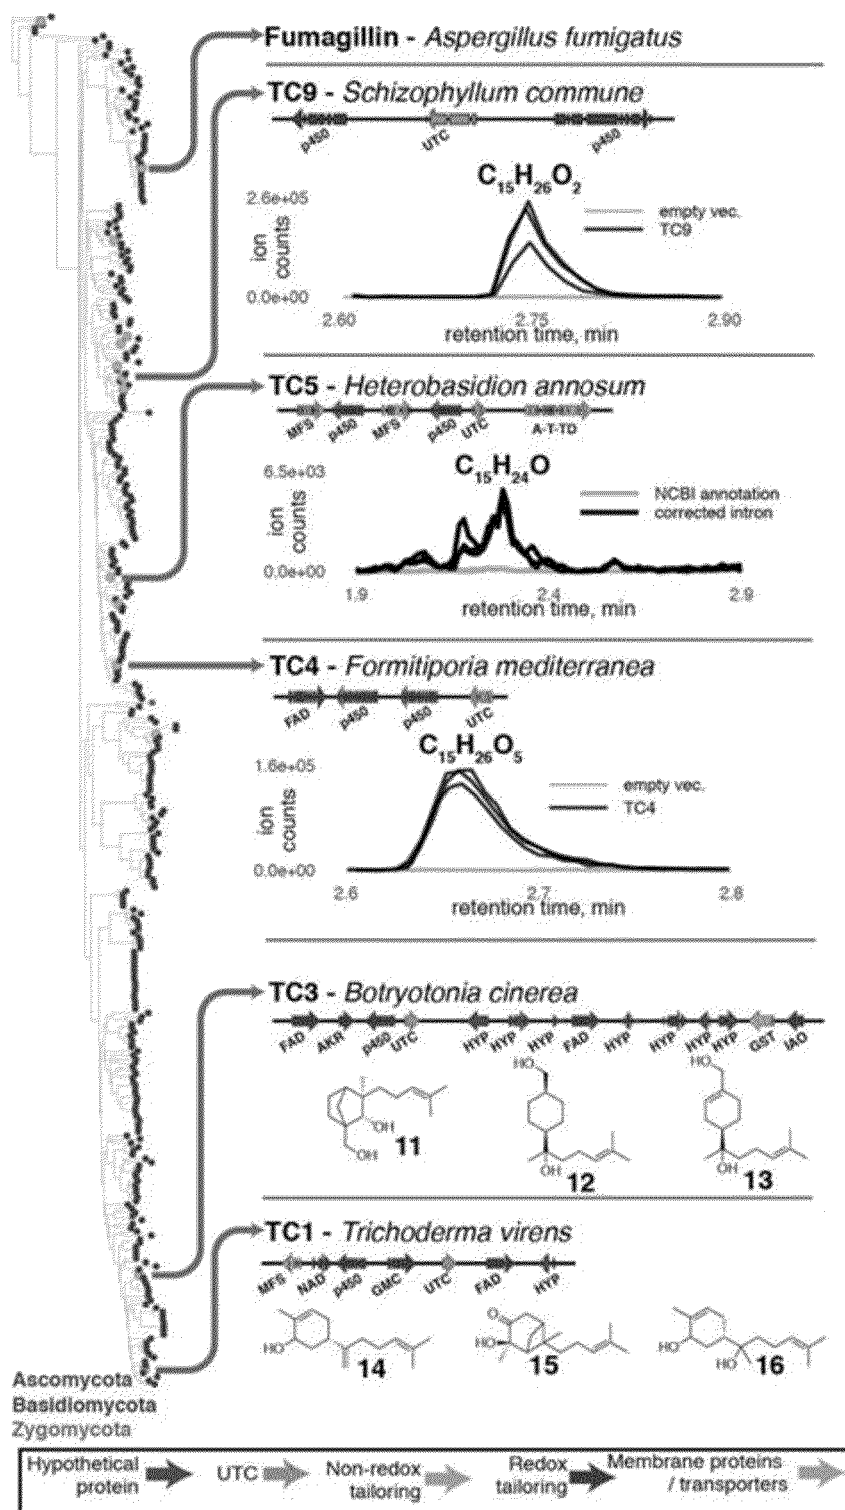 Fumagillin - Aspergillus fumigatus
TC9 - Schizophyllum commune
p450 UTC p450
C15H26O2
2.6e+05
ion counts
0.0e+00
empty vec.
TC9
2.60 2.75 2.90
retention time, min
TC5 - Heterobasidion annosum
MFS p450 MFS p450 UTC A-T-TD
C15H24O
6.5e+03
ion counts
0.0e+00
NCBI annotation
corrected intron
1.9 2.4 2.9
retention time, min
TC4 - Formitiporia mediterranea
FAD p450 p450 UTC
C15H26O5
1.6e+05
ion counts
0.0e+00
empty vec.
TC4
2.6 2.7 2.8
retention time, min
TC3 - Botryotonia cinerea
FAD AKR p450 UTC HYP HYP HYP FAD HYP HYP HYP HYP GST IAO
OH
OH
11
HO
OH
12
HO
OH
13
TC1 - Trichoderma virens
MFS NAD p450 GMC UTC FAD HYP
HO
14
O
HO
15
HO
HO
16
Ascomycota
Basidiomycota
Zygomycota
Hypothetical protein
UTC
Non-redox tailoring
Redox tailoring
Membrane proteins / transporters